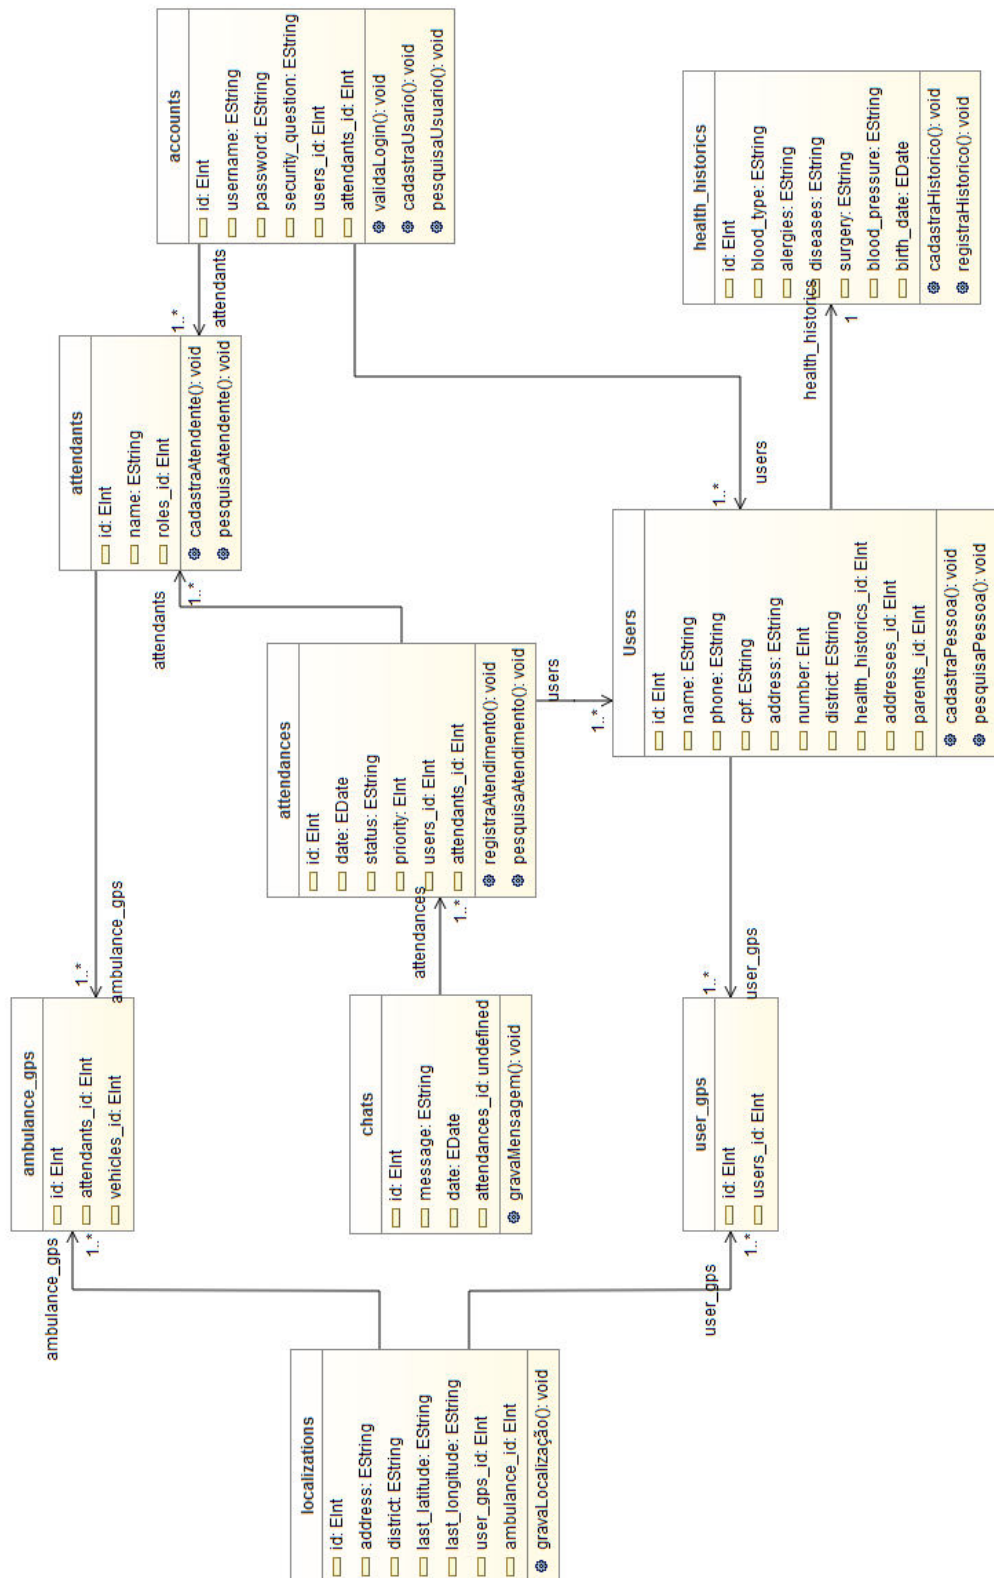 accounts
id: EInt
username: EString
password: EString
security_question: EString
users_id: EInt
attendants_id: EInt
validaLogin(): void
cadastraUsario(): void
pesquisaUsuario(): void
attendants
1..*
attendants
id: EInt
name: EString
roles_id: EInt
cadastraAtendente(): void
pesquisaAtendente(): void
health_historics
id: EInt
blood_type: EString
alergies: EString
diseases: EString
surgery: EString
blood_pressure: EString
birth_date: EDate
cadastraHistorico(): void
registraHistorico(): void
health_historics
1
users
1..*
attendants
1..*
attendances
id: EInt
date: EDate
status: EString
priority: EInt
users_id: EInt
attendants_id: EInt
registraAtendimento(): void
pesquisaAtendimento(): void
users
1..*
Users
id: EInt
name: EString
phone: EString
cpf: EString
address: EString
number: EInt
district: EString
health_historics_id: EInt
addresses_id: EInt
parents_id: EInt
cadastraPessoa(): void
pesquisaPessoa(): void
ambulance_gps
1..*
ambulance_gps
id: EInt
attendants_id: EInt
vehicles_id: EInt
attendances
1..*
chats
id: EInt
message: EString
date: EDate
attendances_id: undefined
gravaMensagem(): void
user_gps
1..*
user_gps
id: EInt
users_id: EInt
ambulance_gps
1..*
user_gps
1..*
localizations
id: EInt
address: EString
district: EString
last_latitude: EString
last_longitude: EString
user_gps_id: EInt
ambulance_id: EInt
gravaLocalização(): void